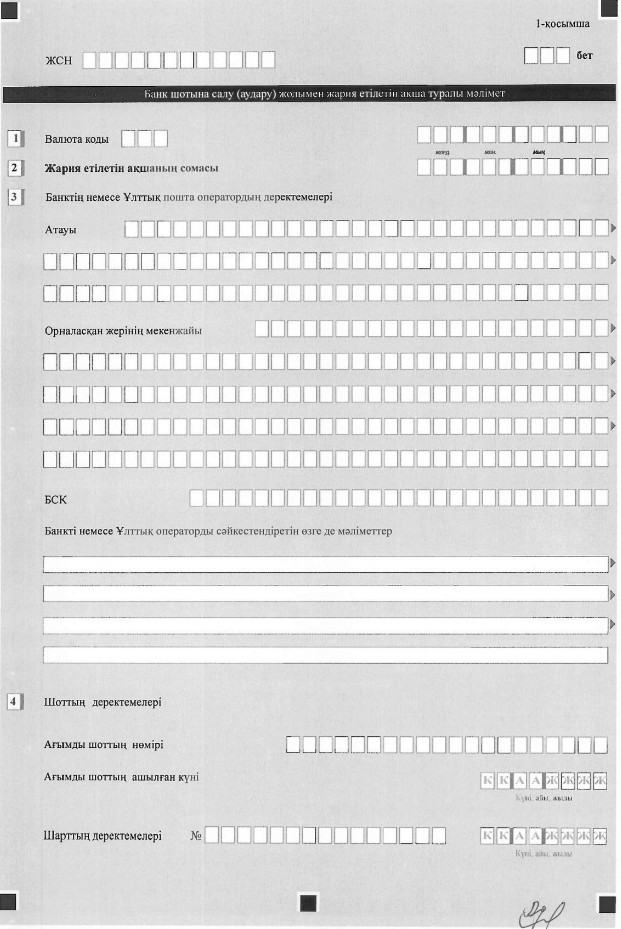 1-қосымша
ЖСН бет
Банк шотына салу (аудару) жолымен жария етілетін ақша туралы мәлімет
1 Валюта коды
млрд. млн. мың
2 Жария етілетін ақшаның сомасы
3 Банктің немесе Ұлттық пошта оператордың деректемелері
Атауы
Орналасқан жерінің мекенжайы
БСК
Банкті немесе Ұлттық операторды сәйкестендіретін өзге де мәліметтер
4 Шоттың деректемелері
Ағымды шоттың нөмірі
Ағымды шоттың ашылған күні К К А А Ж Ж Ж Ж
Күні, айы, жылы
Шарттың деректемелері № К К А А Ж Ж Ж Ж
Күні, айы, жылы